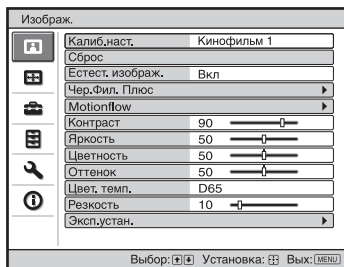 Изображ.
Калиб.наст. Кинофильм 1
Сброс
Естест. изображ. Вкл
Чер.Фил. Плюс
Motionflow
Контраст 90
Яркость 50
Цветность 50
Оттенок 50
Цвет. темп. D65
Резкость 10
Эксп.устан.
Выбор: Установка: Вых: MENU